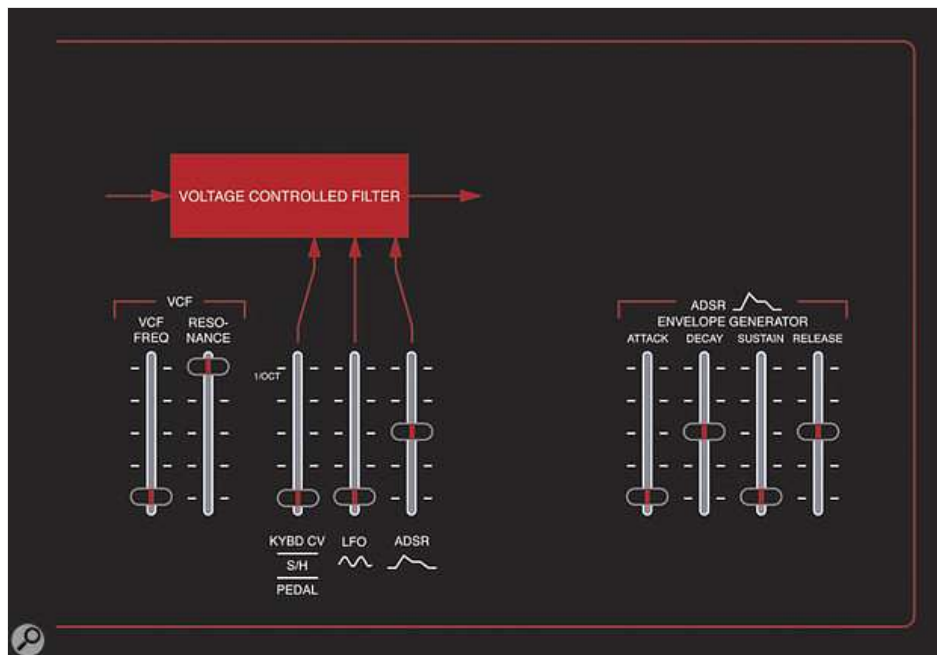 VOLTAGE CONTROLLED FILTER
VCF
VCF FREQ
RESO-NANCE
1/OCT
KYBD CV
S/H
PEDAL
LFO
ADSR
ADSR
ENVELOPE GENERATOR
ATTACK DECAY SUSTAIN RELEASE